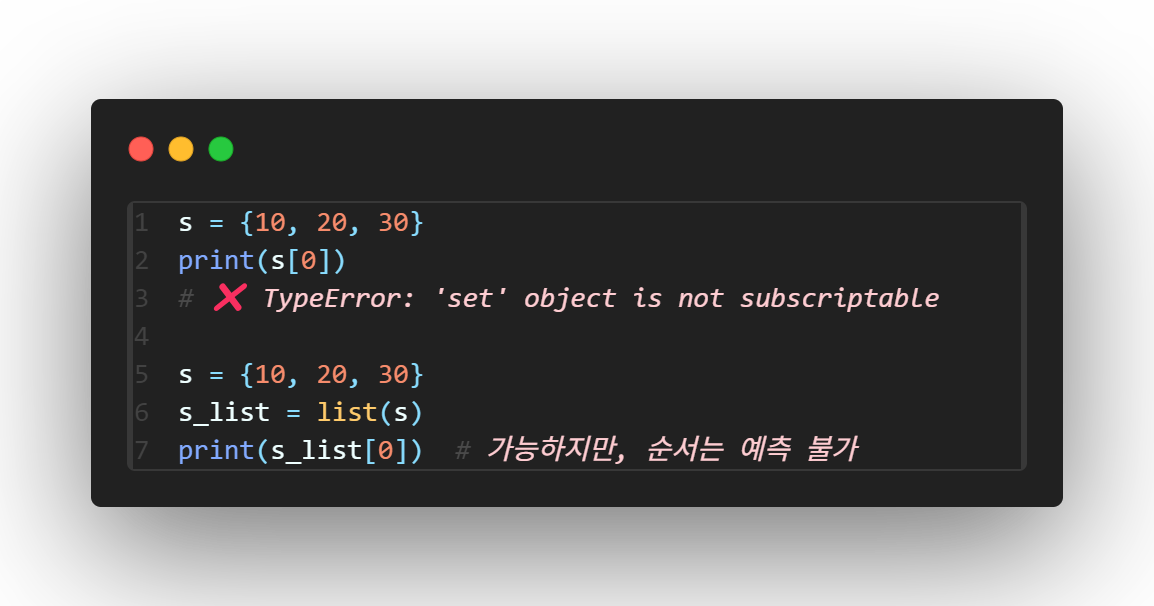 1 s = {10, 20, 30}
2 print(s[0])
3 # ❌ TypeError: 'set' object is not subscriptable
4
5 s = {10, 20, 30}
6 s_list = list(s)
7 print(s_list[0])  # 가능하지만, 순서는 예측 불가